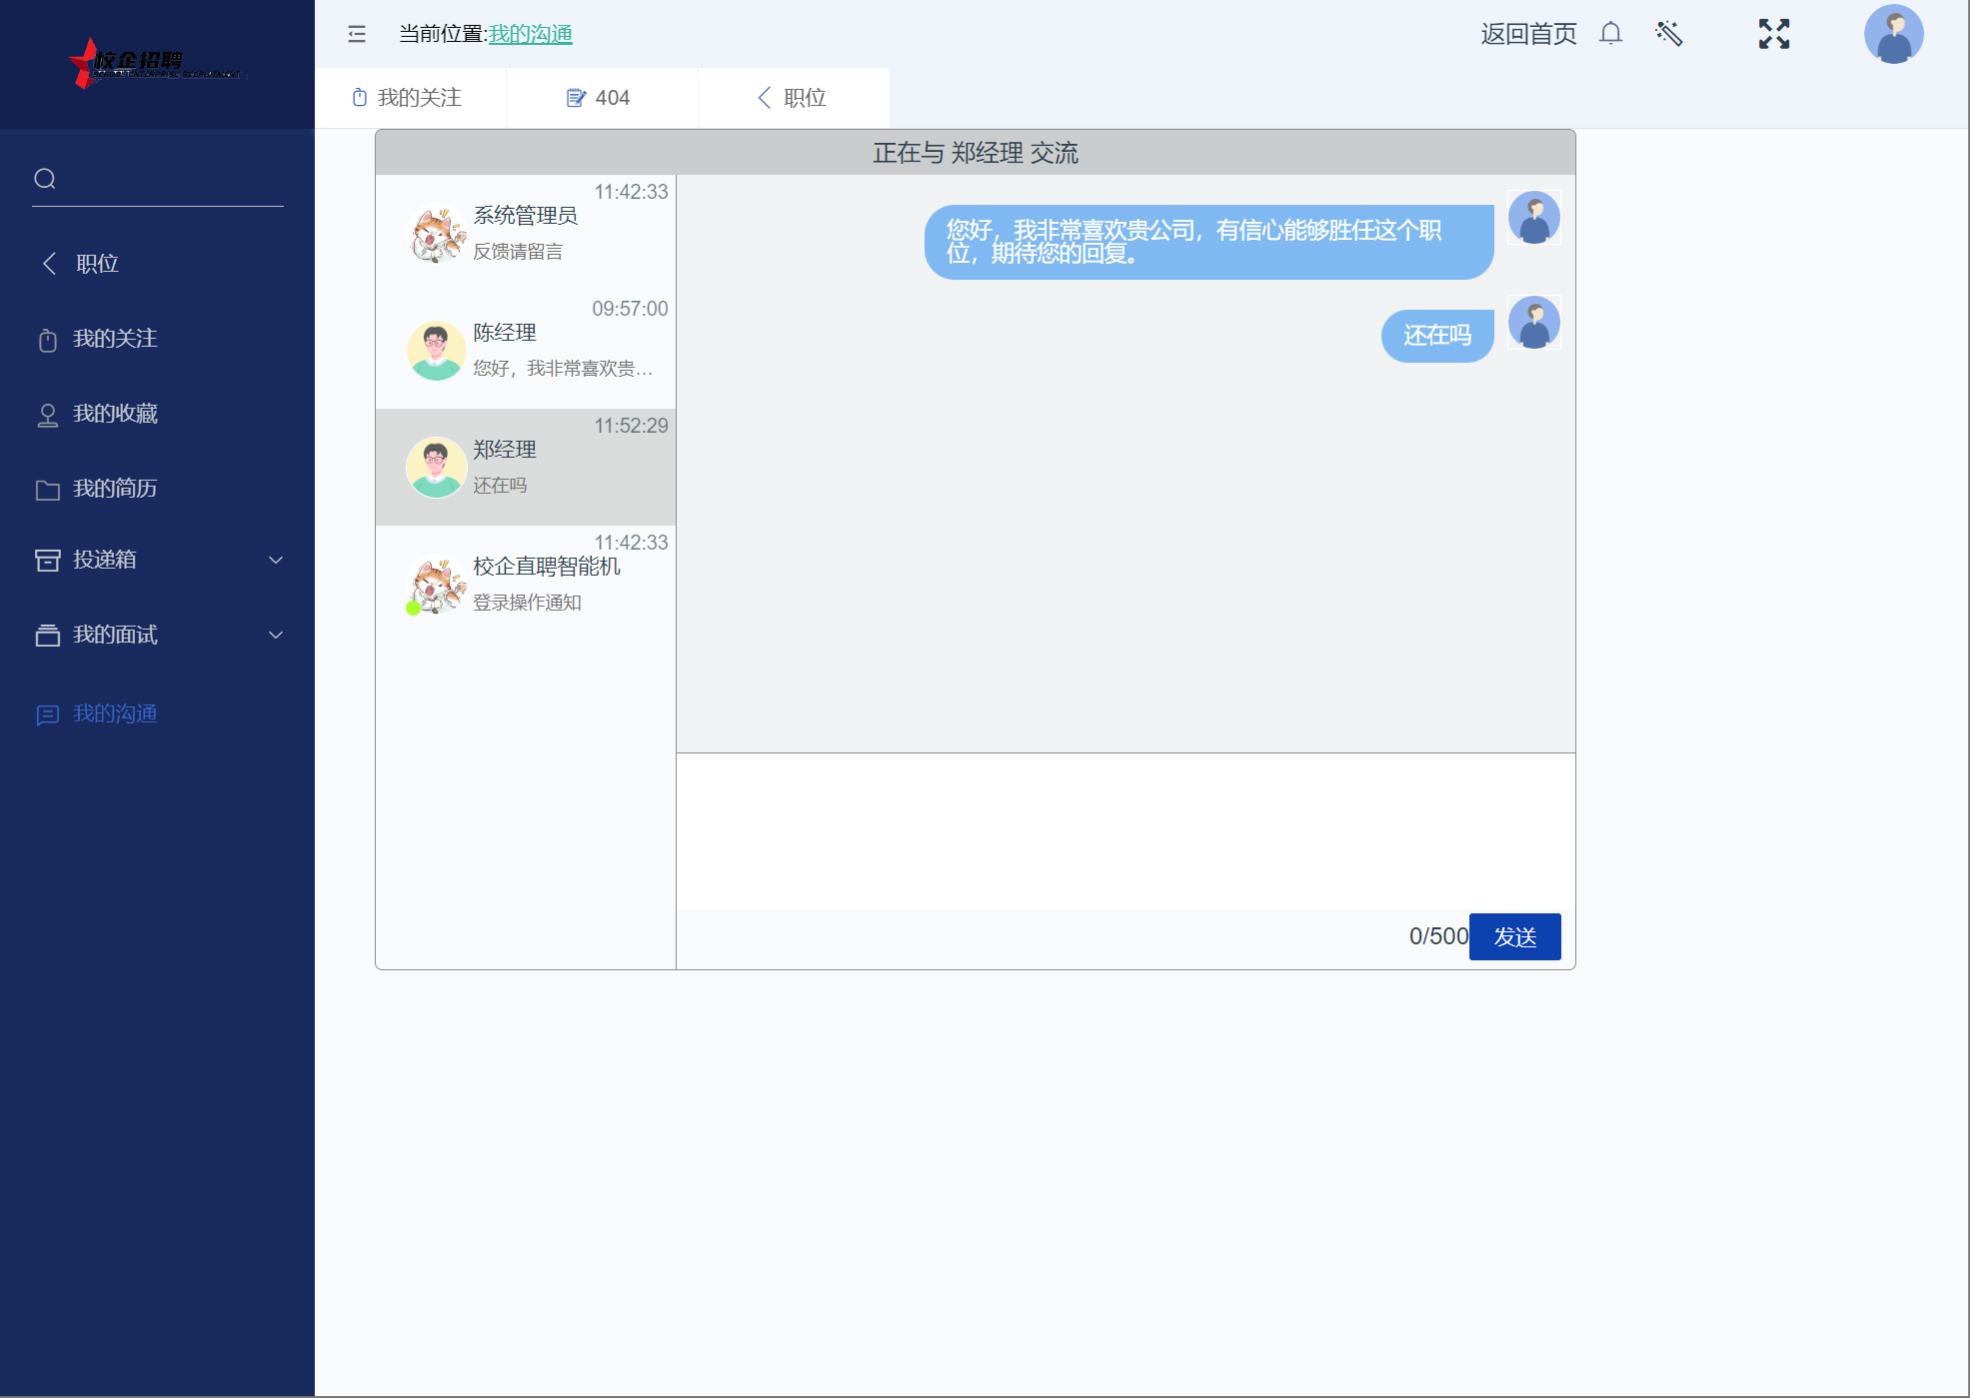 校企招聘
当前位置:我的沟通
返回首页
我的关注
404
职位
职位
我的关注
我的收藏
我的简历
投递箱
我的面试
我的沟通
正在与 郑经理 交流
11:42:33
系统管理员
反馈请留言
09:57:00
陈经理
您好，我非常喜欢贵...
11:52:29
郑经理
还在吗
11:42:33
校企直聘智能机
登录操作通知
您好，我非常喜欢贵公司，有信心能够胜任这个职
位，期待您的回复。
还在吗
0/500
发送